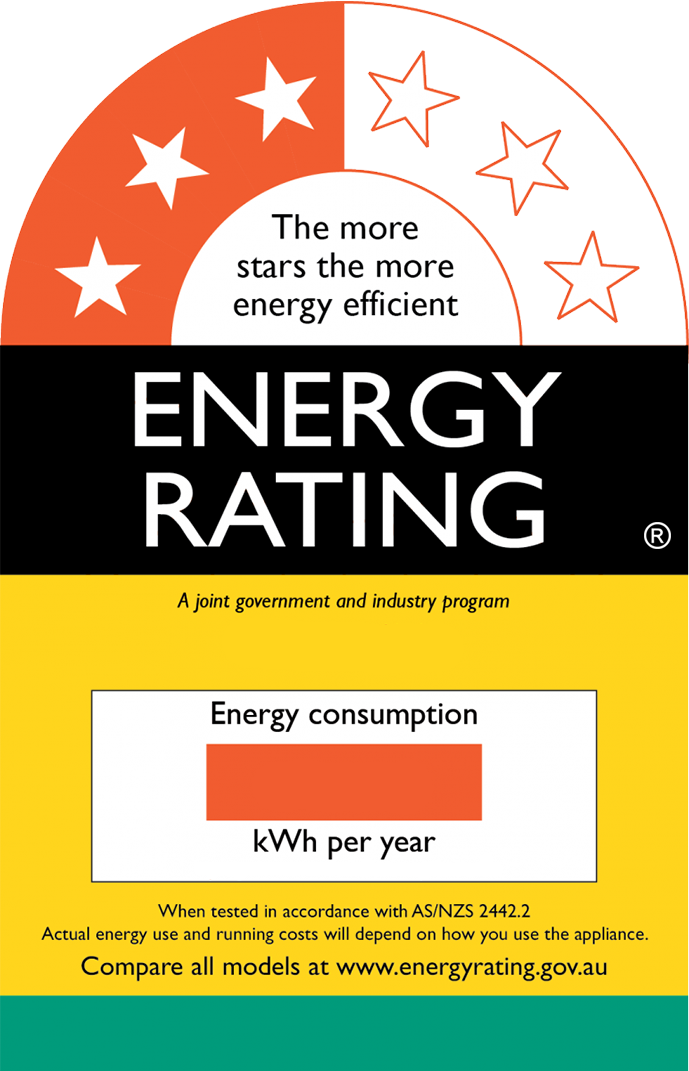 The more
stars the more
energy efficient
ENERGY
RATING
®
A joint government and industry program
Energy consumption
kWh per year
When tested in accordance with AS/NZS 2442.2
Actual energy use and running costs will depend on how you use the appliance.
Compare all models at www.energyrating.gov.au